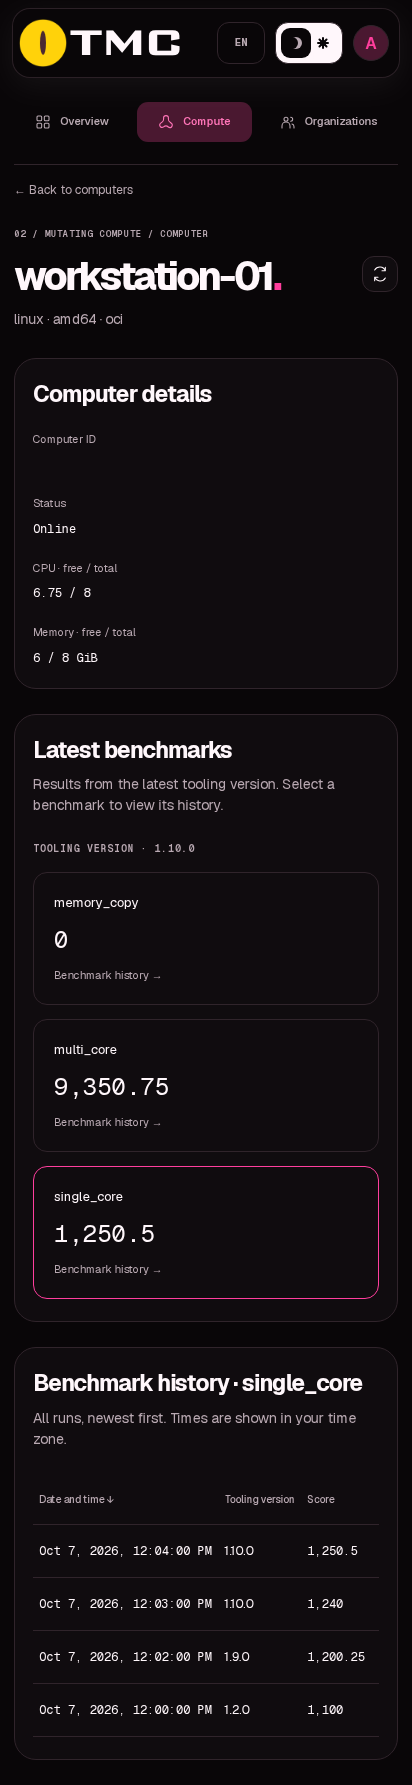 TMC
EN
A
Overview
Compute
Organizations
← Back to computers
02 / MUTATING COMPUTE / COMPUTER
workstation-01.
linux · amd64 · oci
Computer details
Computer ID
Status
Online
CPU · free / total
6.75 / 8
Memory · free / total
6 / 8 GiB
Latest benchmarks
Results from the latest tooling version. Select a
benchmark to view its history.
TOOLING VERSION · 1.10.0
memory_copy
0
Benchmark history →
multi_core
9,350.75
Benchmark history →
single_core
1,250.5
Benchmark history →
Benchmark history · single_core
All runs, newest first. Times are shown in your time
zone.
Date and time ↓ Tooling version Score
Oct 7, 2026, 12:04:00 PM 1.10.0 1,250.5
Oct 7, 2026, 12:03:00 PM 1.10.0 1,240
Oct 7, 2026, 12:02:00 PM 1.9.0 1,200.25
Oct 7, 2026, 12:00:00 PM 1.2.0 1,100